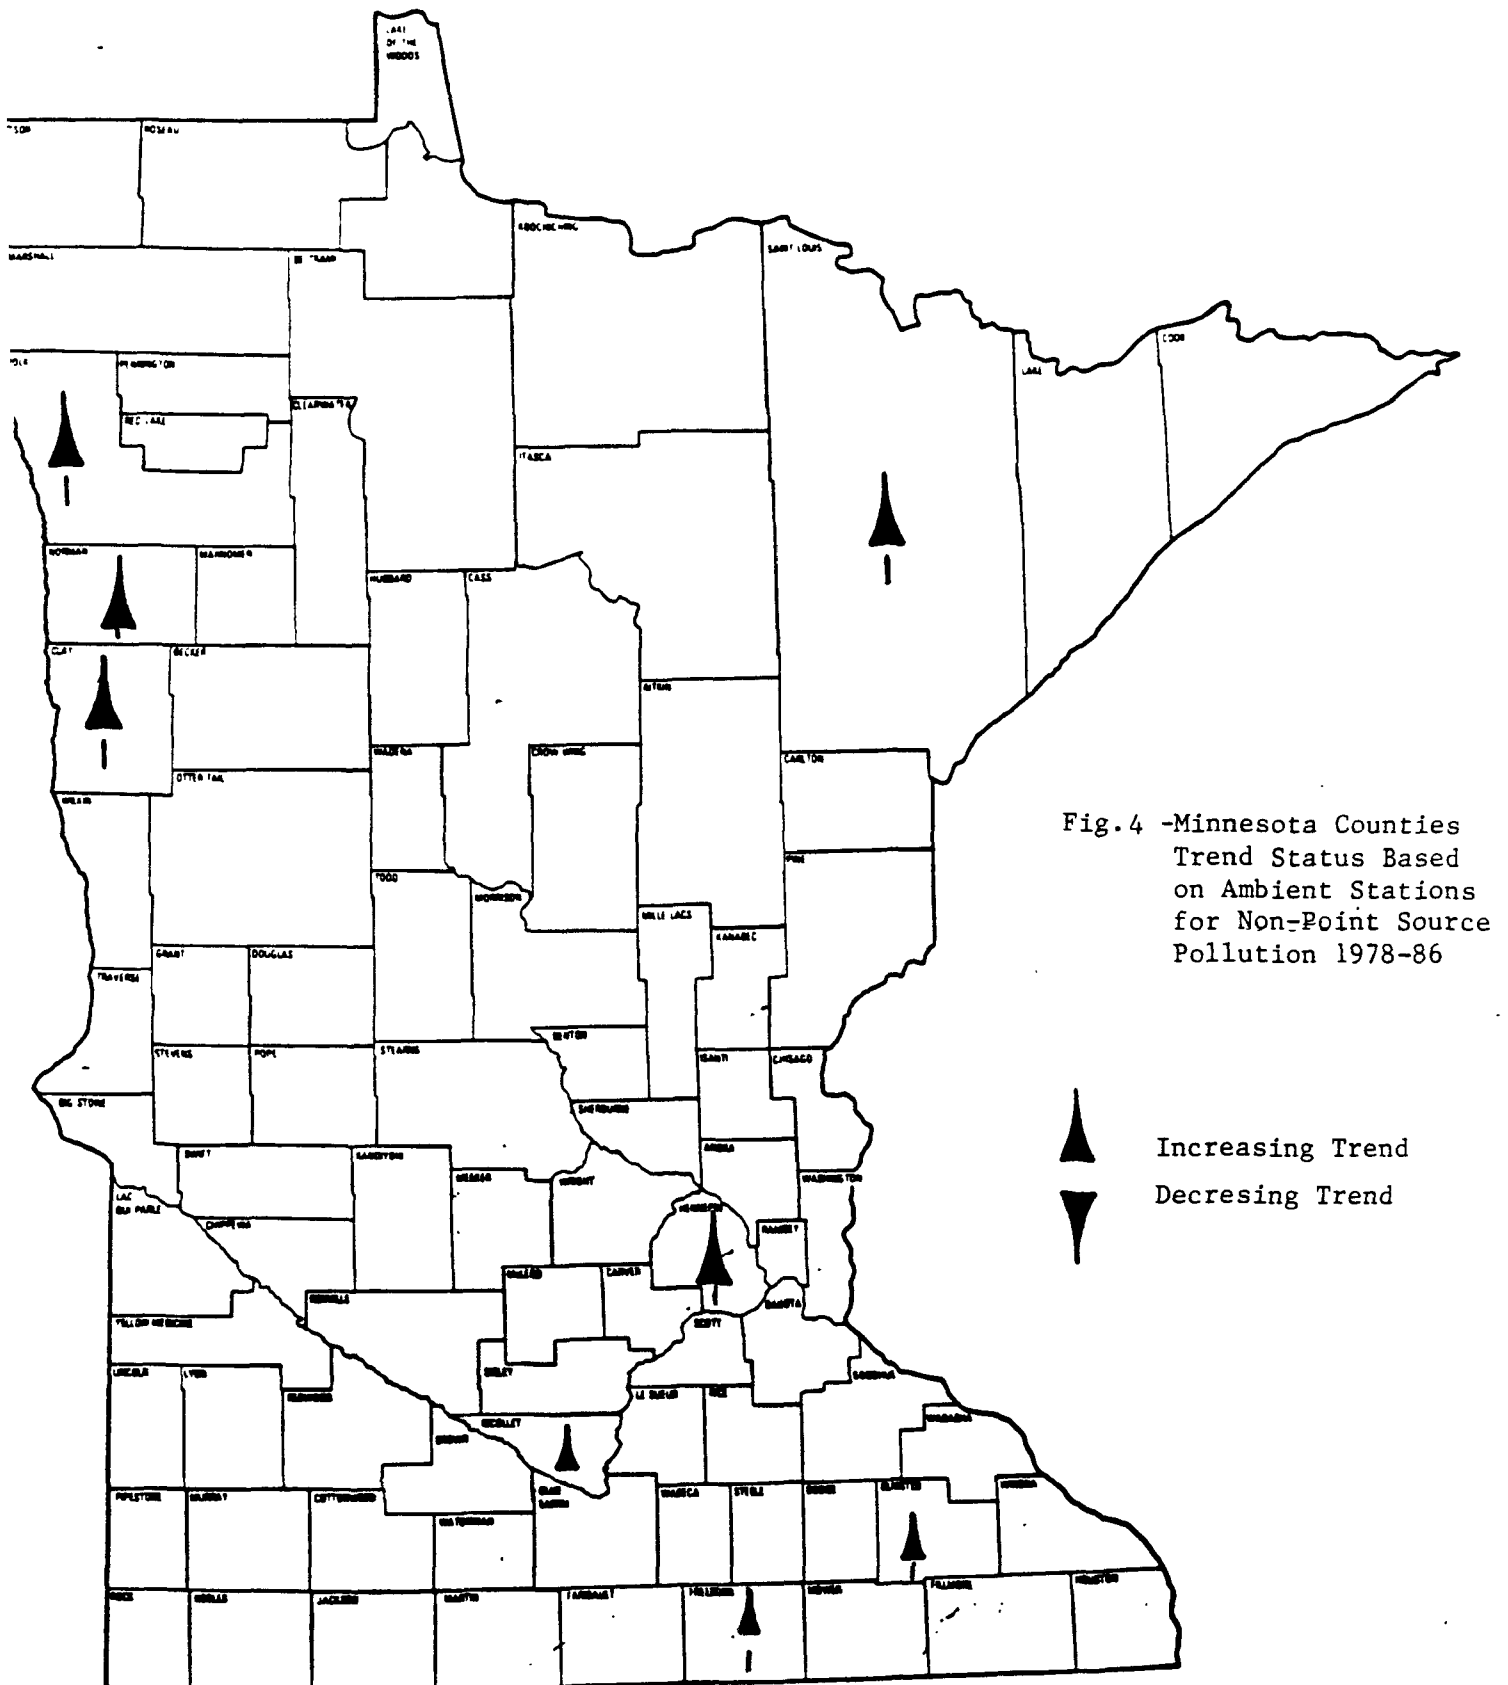 LAKE
OF THE
WOODS
ROSEAU
MARSHALL
KOOCHICHING
SAINT LOUIS
PENNINGTON
LAKE
COOK
CLEARWATER
RED LAKE
ITASCA
NORMAN
MAHNOMEN
HUBBARD
CASS
CLAY
BECKER
AITKIN
WADENA
CROW WING
CARLTON
OTTER TAIL
WILKIN
Fig.4 -Minnesota Counties
Trend Status Based
on Ambient Stations
for Non-Point Source
Pollution 1978-86
PINE
TODD
MORRISON
MILLE LACS
KANABEC
GRANT
DOUGLAS
TRAVERSE
BENTON
STEVENS
POPE
STEARNS
ISANTI
CHISAGO
BIG STONE
SHERBURNE
ANOKA
Increasing Trend
Decresing Trend
SWIFT
KANDIYOHI
MEEKER
WRIGHT
WASHINGTON
LAC
QUI PARLE
HENNEPIN
CHIPPEWA
RAMSEY
CARVER
RENVILLE
DAKOTA
YELLOW MEDICINE
SCOTT
LINCOLN
LYON
SIBLEY
REDWOOD
LE SUEUR
RICE
GOODHUE
NICOLLET
WABASHA
BROWN
BLUE
EARTH
PIPESTONE
MURRAY
COTTONWOOD
WASECA
STEELE
DODGE
OLMSTED
WINONA
WATONWAN
ROCK
NOBLES
JACKSON
MARTIN
FARIBAULT
MOWER
FILLMORE
HOUSTON